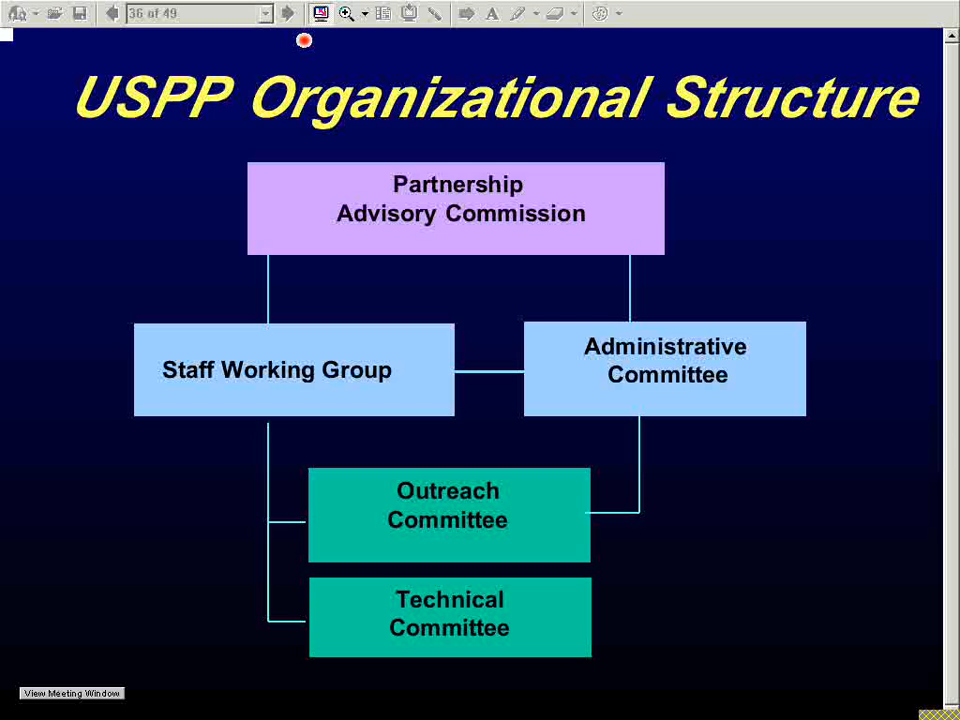 36 of 49
USPP Organizational Structure
Partnership
Advisory Commission
Staff Working Group
Administrative
Committee
Outreach
Committee
Technical
Committee
View Meeting Window